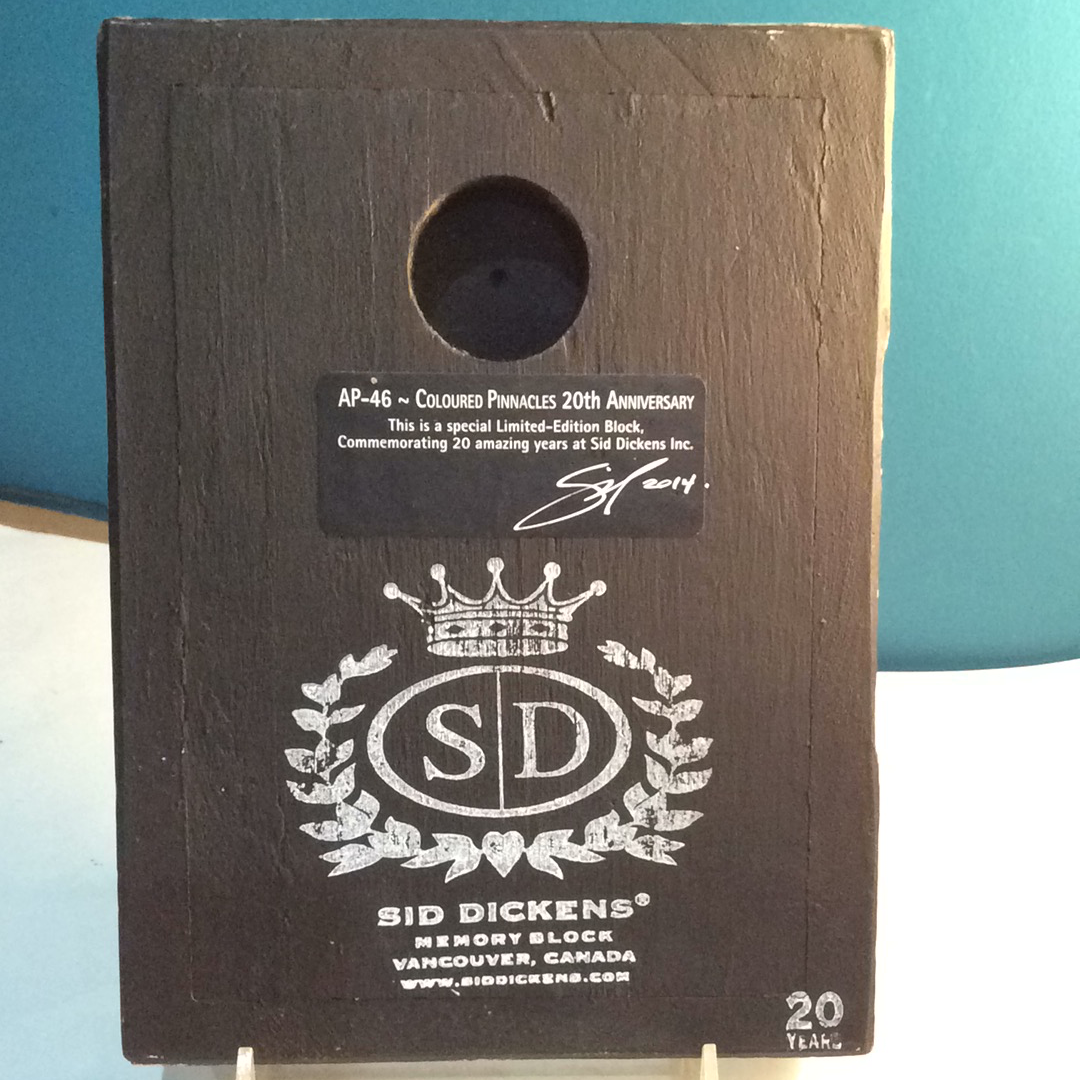 AP-46 ~ COLOURED PINNACLES 20th ANNIVERSARY
This is a special Limited-Edition Block,
Commemorating 20 amazing years at Sid Dickens Inc.
Sid 2014.
S D
SID DICKENS®
MEMORY BLOCK
VANCOUVER, CANADA
WWW.SIDDICKENS.COM
20
YEARS